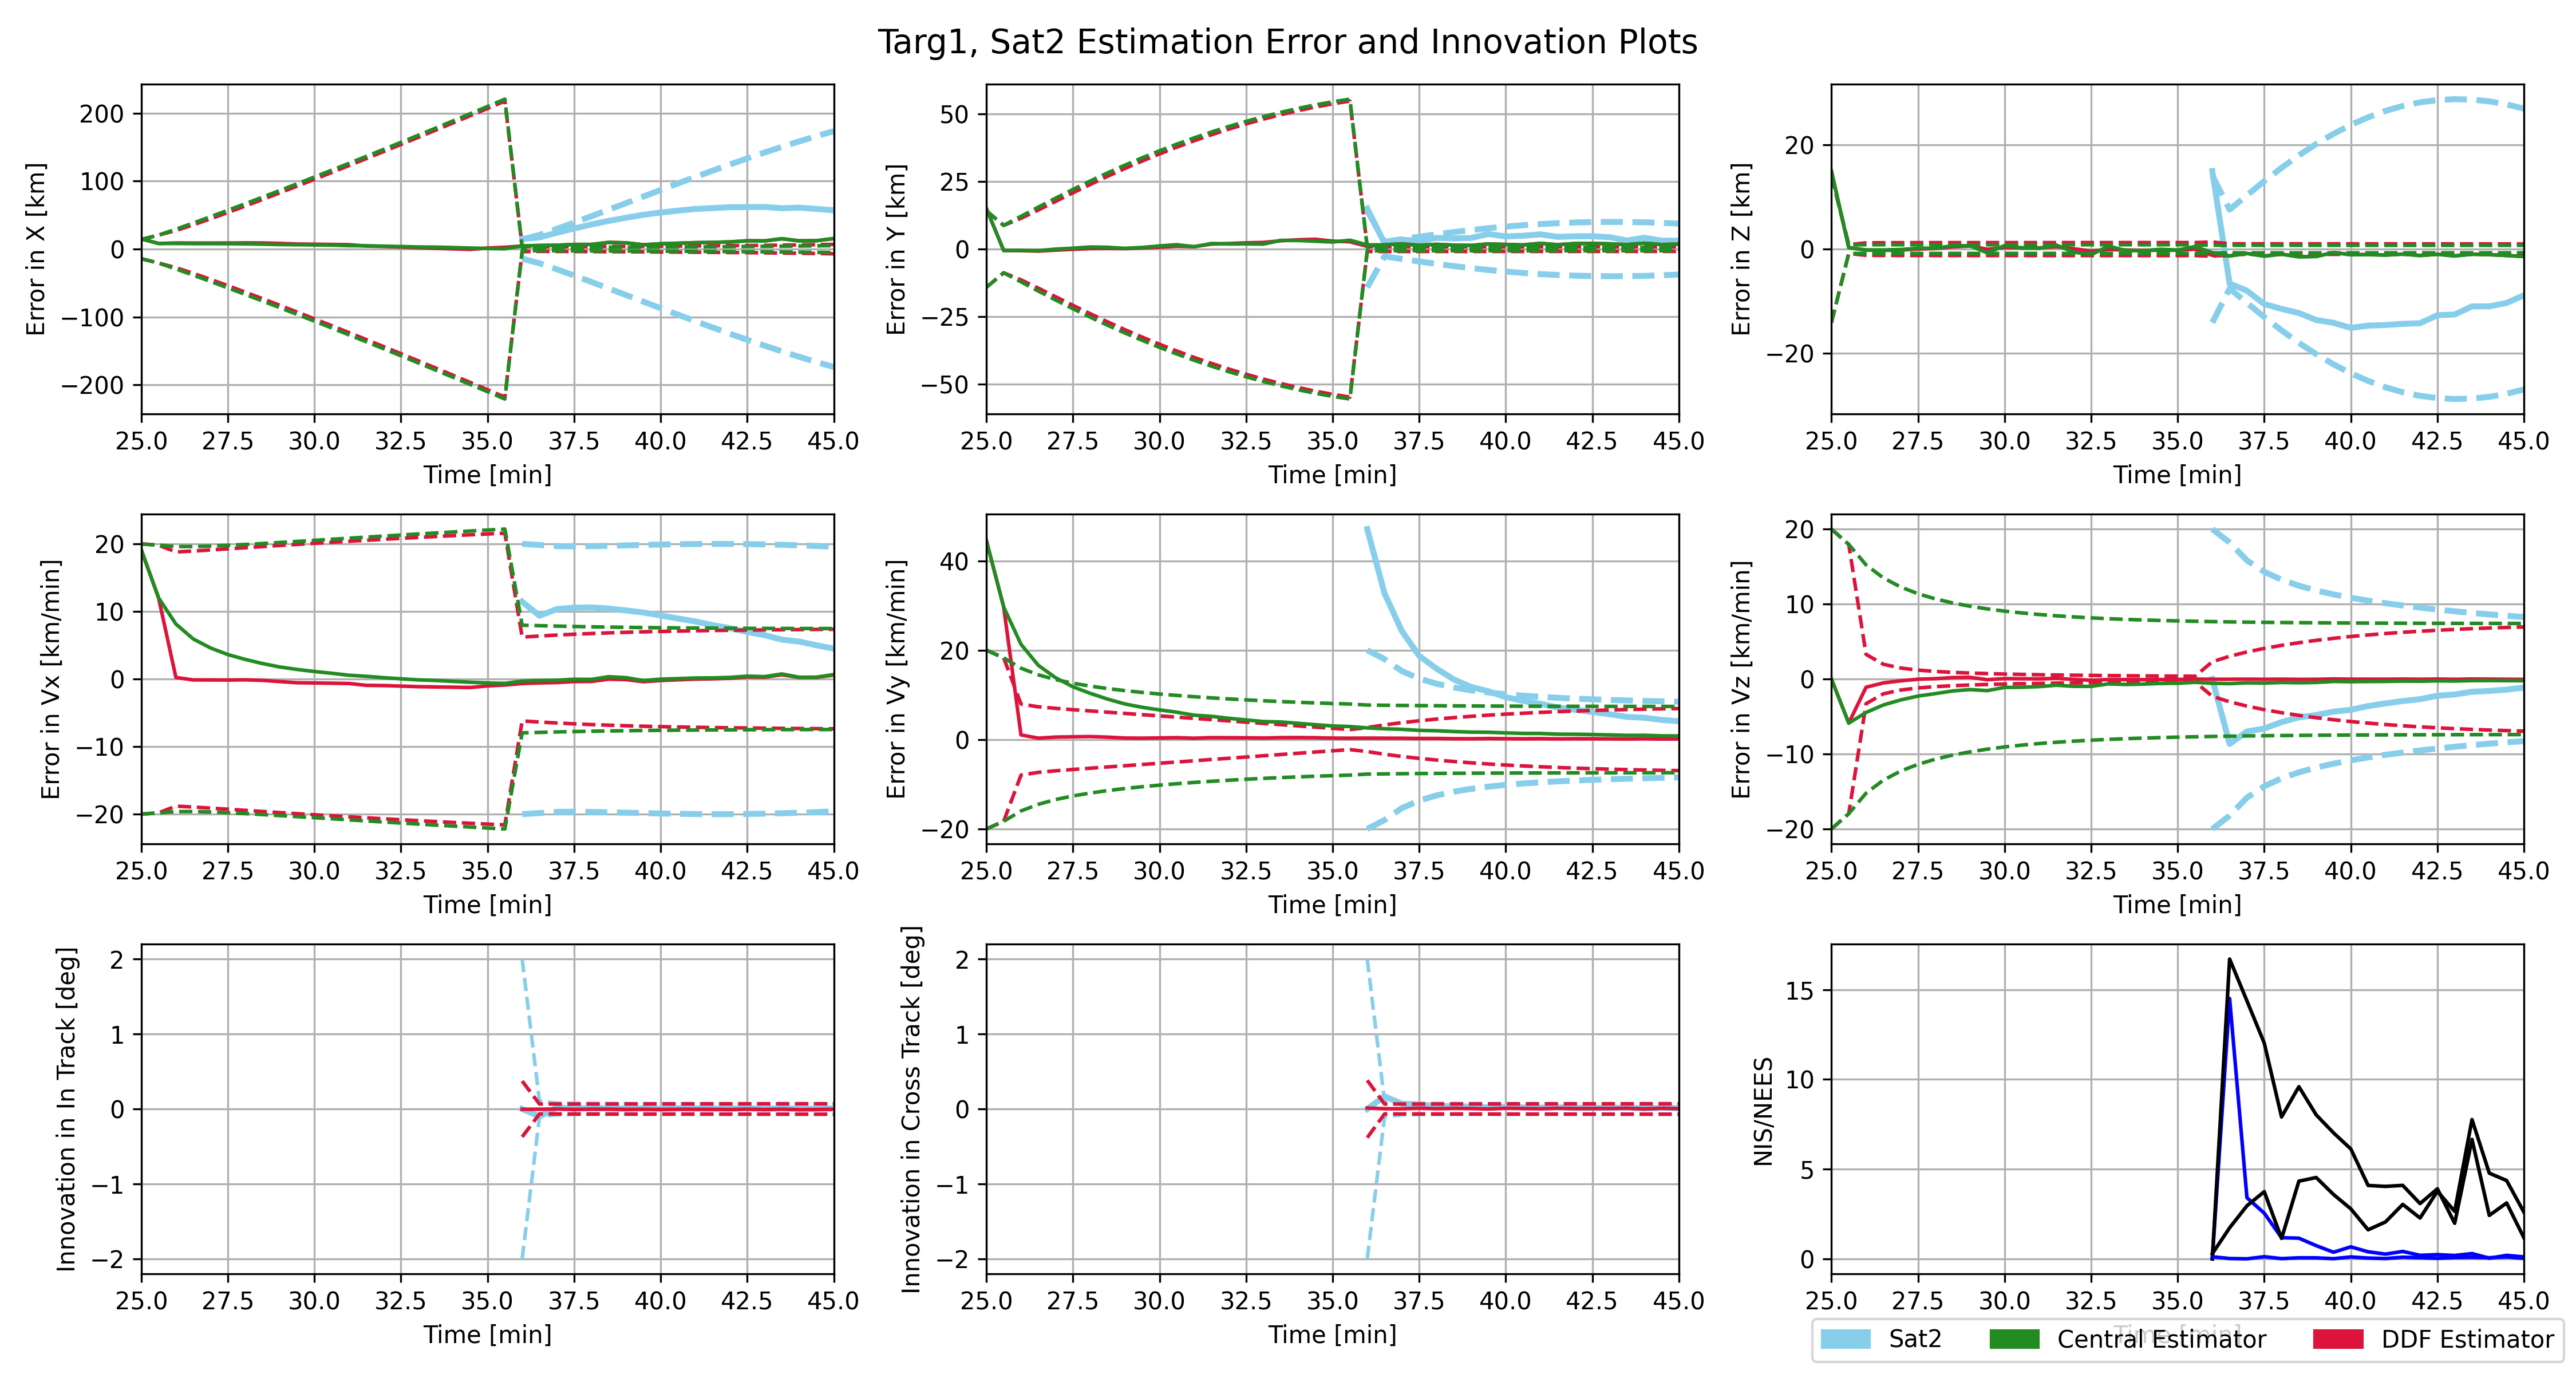 Targ1, Sat2 Estimation Error and Innovation Plots
Error in X [km]
200
100
0
−100
−200
25.0 27.5 30.0 32.5 35.0 37.5 40.0 42.5 45.0
Time [min]
Error in Y [km]
50
25
0
−25
−50
25.0 27.5 30.0 32.5 35.0 37.5 40.0 42.5 45.0
Time [min]
Error in Z [km]
20
0
−20
25.0 27.5 30.0 32.5 35.0 37.5 40.0 42.5 45.0
Time [min]
Error in Vx [km/min]
20
10
0
−10
−20
25.0 27.5 30.0 32.5 35.0 37.5 40.0 42.5 45.0
Time [min]
Error in Vy [km/min]
40
20
0
−20
25.0 27.5 30.0 32.5 35.0 37.5 40.0 42.5 45.0
Time [min]
Error in Vz [km/min]
20
10
0
−10
−20
25.0 27.5 30.0 32.5 35.0 37.5 40.0 42.5 45.0
Time [min]
Innovation in In Track [deg]
2
1
0
−1
−2
25.0 27.5 30.0 32.5 35.0 37.5 40.0 42.5 45.0
Time [min]
Innovation in Cross Track [deg]
2
1
0
−1
−2
25.0 27.5 30.0 32.5 35.0 37.5 40.0 42.5 45.0
Time [min]
NIS/NEES
15
10
5
0
25.0 27.5 30.0 32.5 35.0 37.5 40.0 42.5 45.0
Time [min]
Sat2 Central Estimator DDF Estimator